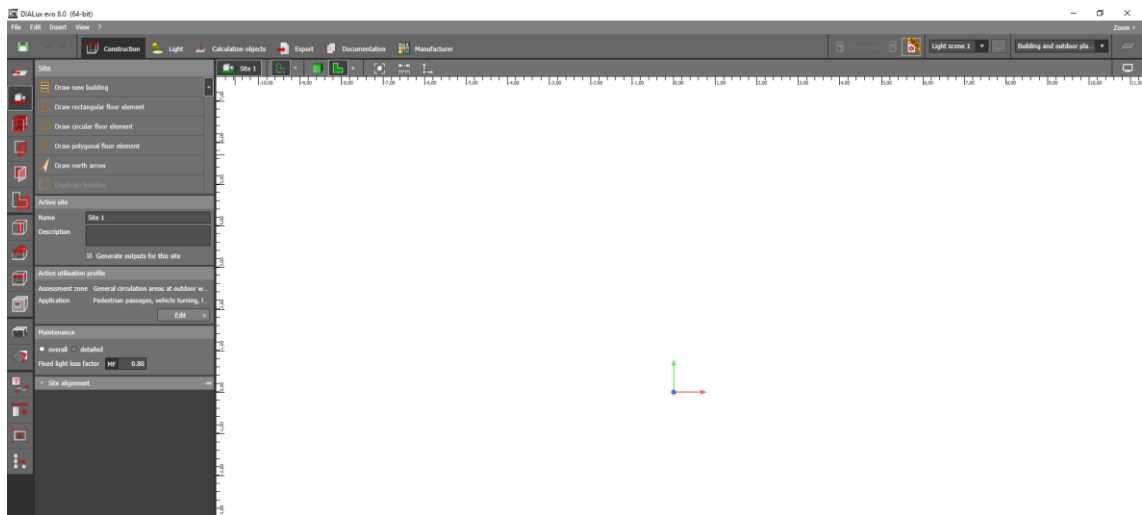 DIALux evo 8.0 (64-bit)
File Edit Insert View ?
Zoom
Construction Light Calculation objects Export Documentation Manufacturer
Light scene 1
Building and outdoor pla...
Site
Site 1
Draw new building
Draw rectangular floor element
Draw circular floor element
Draw polygonal floor element
Draw north arrow
Duplicate building
Active site
Name Site 1
Description
Generate outputs for this site
Active utilisation profile
Assessment zone General circulation areas at outdoor w...
Application Pedestrian passages, vehicle turning, l...
Edit
Maintenance
overall detailed
Fixed light loss factor MF 0.80
Site alignment